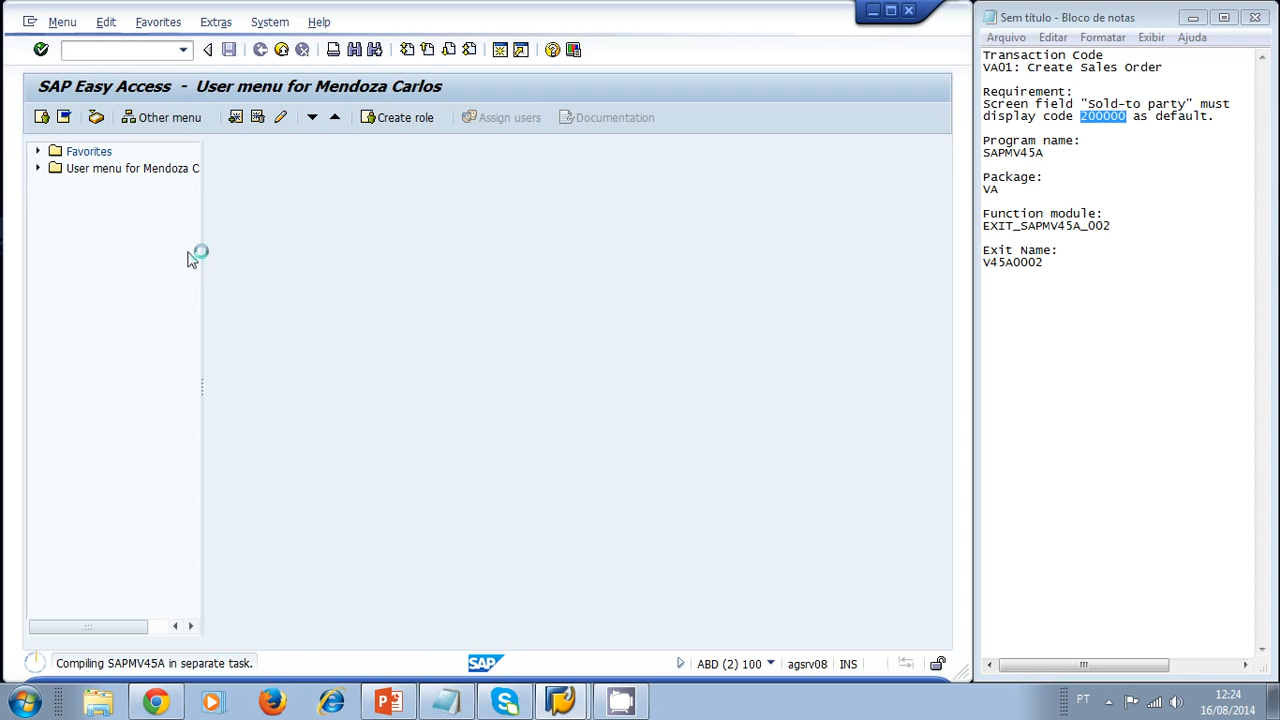 Menu Edit Favorites Extras System Help
SAP Easy Access - User menu for Mendoza Carlos
Other menu Create role Assign users Documentation
Favorites
User menu for Mendoza C
Compiling SAPMV45A in separate task.
SAP
ABD (2) 100 agsrv08 INS
Sem título - Bloco de notas
Arquivo Editar Formatar Exibir Ajuda
Transaction Code
VA01: Create Sales Order
Requirement:
Screen field "Sold-to party" must
display code 200000 as default.
Program name:
SAPMV45A
Package:
VA
Function module:
EXIT_SAPMV45A_002
Exit Name:
V45A0002
PT 12:24
16/08/2014